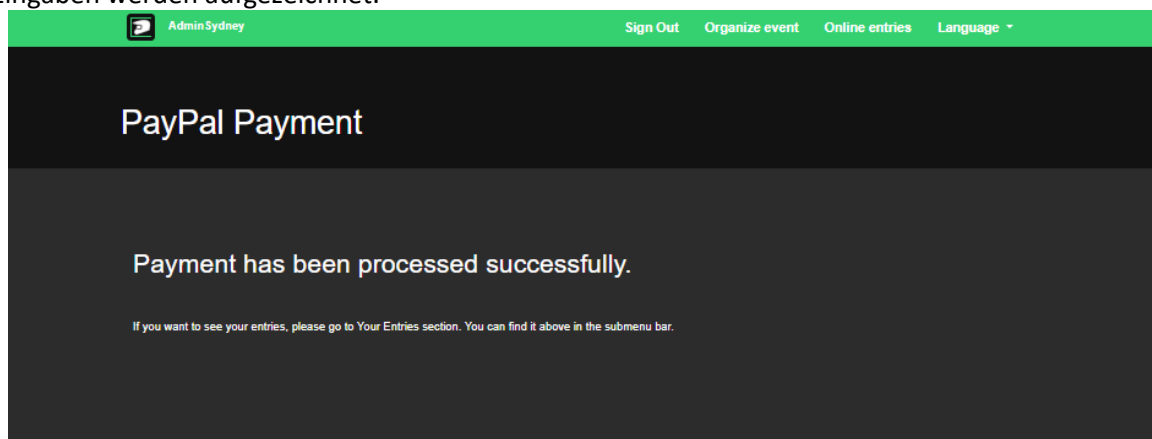 Eingaben werden aufgezeichnet.
AdminSydney Sign Out Organize event Online entries Language
PayPal Payment
Payment has been processed successfully.
If you want to see your entries, please go to Your Entries section. You can find it above in the submenu bar.